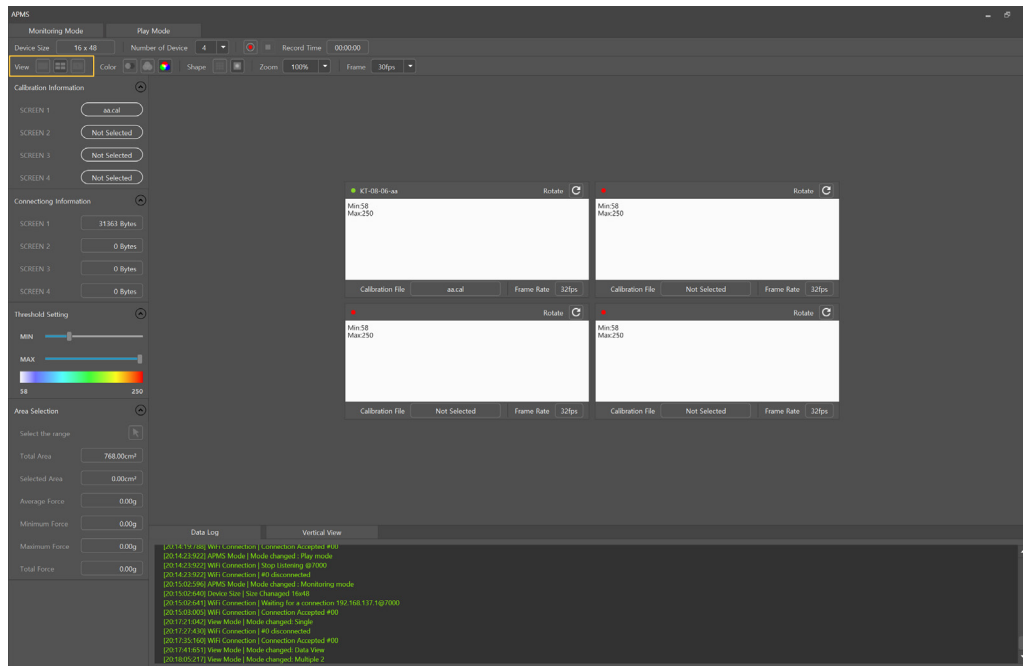 APMS
Monitoring Mode Play Mode
Device Size 16 x 48 Number of Device 4 Record Time 00:00:00
View Color Shape Zoom 100% Frame 30fps
Calibration Information
SCREEN 1 aa.cal
SCREEN 2 Not Selected
SCREEN 3 Not Selected
SCREEN 4 Not Selected
Connectiong Information
SCREEN 1 31363 Bytes
SCREEN 2 0 Bytes
SCREEN 3 0 Bytes
SCREEN 4 0 Bytes
Threshold Setting
MIN
MAX
58 250
Area Selection
Select the range
Total Area 768.00cm²
Selected Area 0.00cm²
Average Force 0.00g
Minimum Force 0.00g
Maximum Force 0.00g
Total Force 0.00g
KT-08-06-aa Rotate
Min:58
Max:250
Calibration File aa.cal Frame Rate 32fps
Rotate
Min:58
Max:250
Calibration File Not Selected Frame Rate 32fps
Rotate
Min:58
Max:250
Calibration File Not Selected Frame Rate 32fps
Rotate
Min:58
Max:250
Calibration File Not Selected Frame Rate 32fps
Data Log Vertical View
[20:14:19:788] WiFi Connection | Connection Accepted #00
[20:14:23:922] APMS Mode | Mode changed : Play mode
[20:14:23:922] WiFi Connection | Stop Listening @7000
[20:14:23:922] WiFi Connection | #0 disconnected
[20:15:02:596] APMS Mode | Mode changed : Monitoring mode
[20:15:02:640] Device Size | Size Chanaged 16x48
[20:15:02:641] WiFi Connection | Waiting for a connection 192.168.137.1@7000
[20:15:03:005] WiFi Connection | Connection Accepted #00
[20:17:21:042] View Mode | Mode changed: Single
[20:17:27:430] WiFi Connection | #0 disconnected
[20:17:35:160] WiFi Connection | Connection Accepted #00
[20:17:41:651] View Mode | Mode changed: Data View
[20:18:05:217] View Mode | Mode changed: Multiple 2